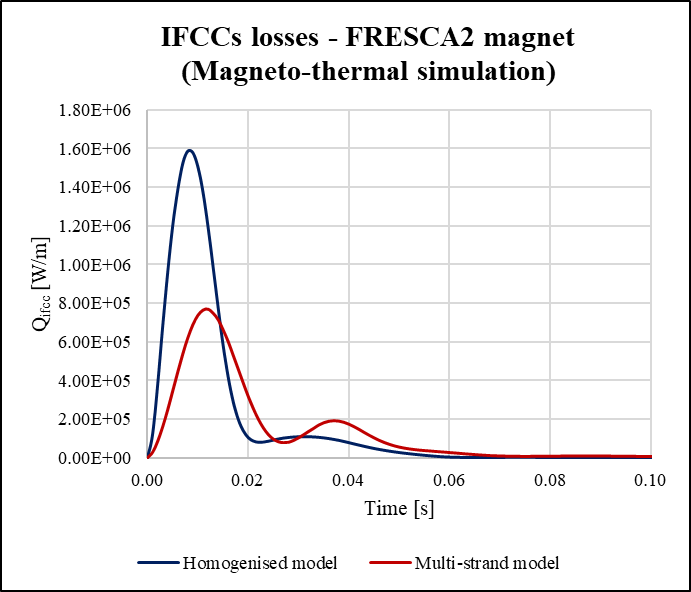 IFCCs losses - FRESCA2 magnet
(Magneto-thermal simulation)
1.80E+06
1.60E+06
1.40E+06
1.20E+06
1.00E+06
8.00E+05
6.00E+05
4.00E+05
2.00E+05
0.00E+00
Qifcc [W/m]
0.00 0.02 0.04 0.06 0.08 0.10
Time [s]
Homogenised model Multi-strand model